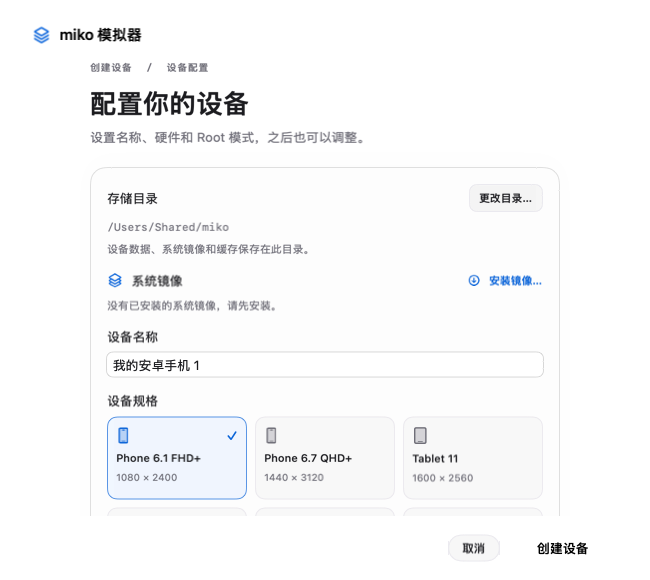 miko 模拟器
创建设备 / 设备配置
配置你的设备
设置名称、硬件和 Root 模式，之后也可以调整。
存储目录
更改目录...
/Users/Shared/miko
设备数据、系统镜像和缓存保存在此目录。
系统镜像
安装镜像...
没有已安装的系统镜像，请先安装。
设备名称
我的安卓手机 1
设备规格
Phone 6.1 FHD+
1080 × 2400
Phone 6.7 QHD+
1440 × 3120
Tablet 11
1600 × 2560
取消
创建设备